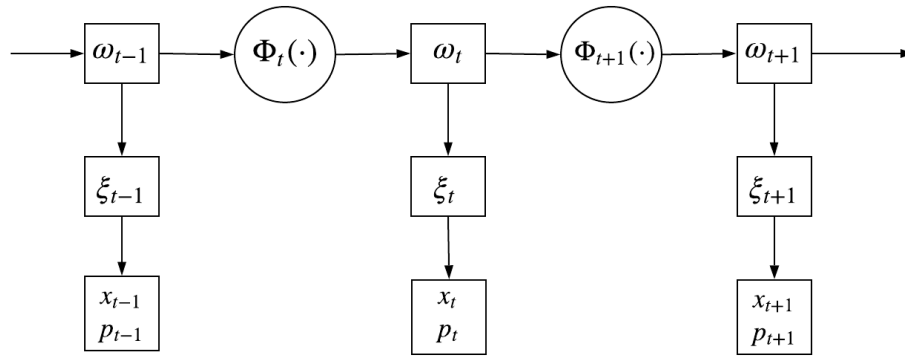 ω_{t−1}
Φ_t(·)
ω_t
Φ_{t+1}(·)
ω_{t+1}
ξ_{t−1}
ξ_t
ξ_{t+1}
x_{t−1}
p_{t−1}
x_t
p_t
x_{t+1}
p_{t+1}